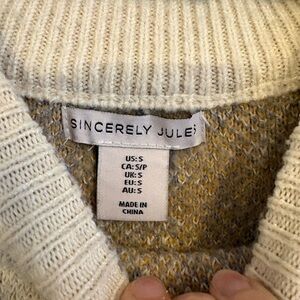 SINCERELY JULES
US:S
CA:S/P
UK:S
EU:S
AU:S
MADE IN
CHINA